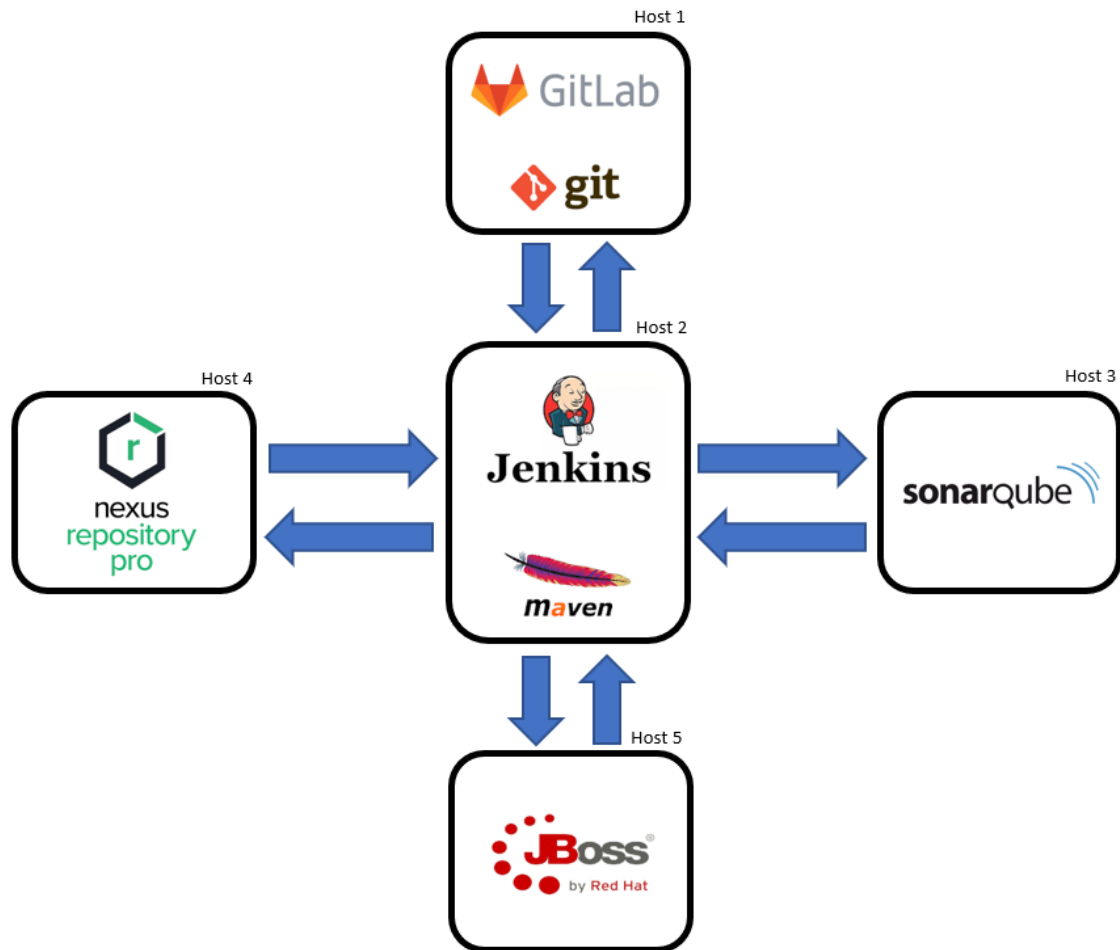 Host 1
GitLab
git
Host 2
Host 4
Host 3
r
nexus
repository
pro
Jenkins
maven
sonarqube
Host 5
JBoss®
by Red Hat